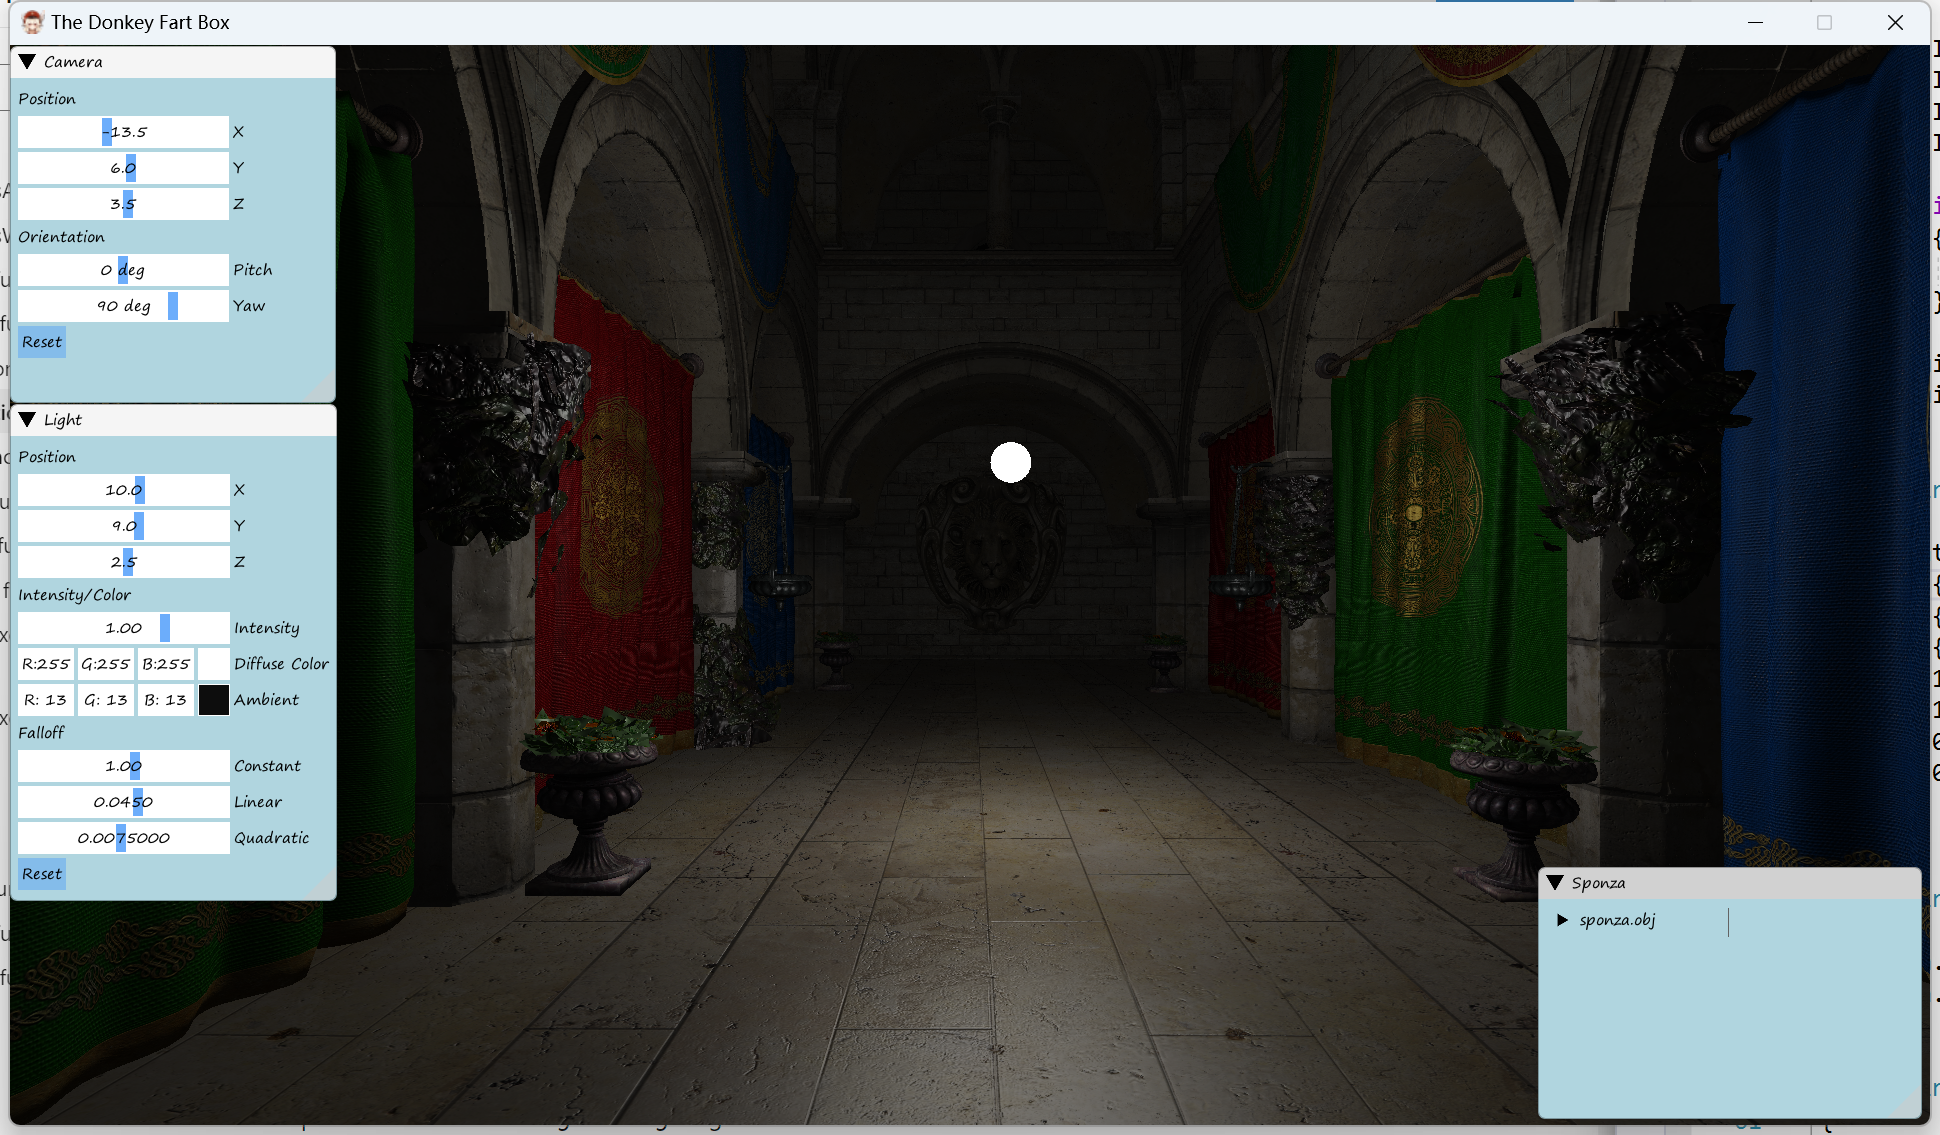 The Donkey Fart Box
Camera
Position
-13.5 X
6.0 Y
3.5 Z
Orientation
0 deg Pitch
90 deg Yaw
Reset
Light
Position
10.0 X
9.0 Y
2.5 Z
Intensity/Color
1.00 Intensity
R:255 G:255 B:255 Diffuse Color
R: 13 G: 13 B: 13 Ambient
Falloff
1.00 Constant
0.0450 Linear
0.0075000 Quadratic
Reset
Sponza
sponza.obj